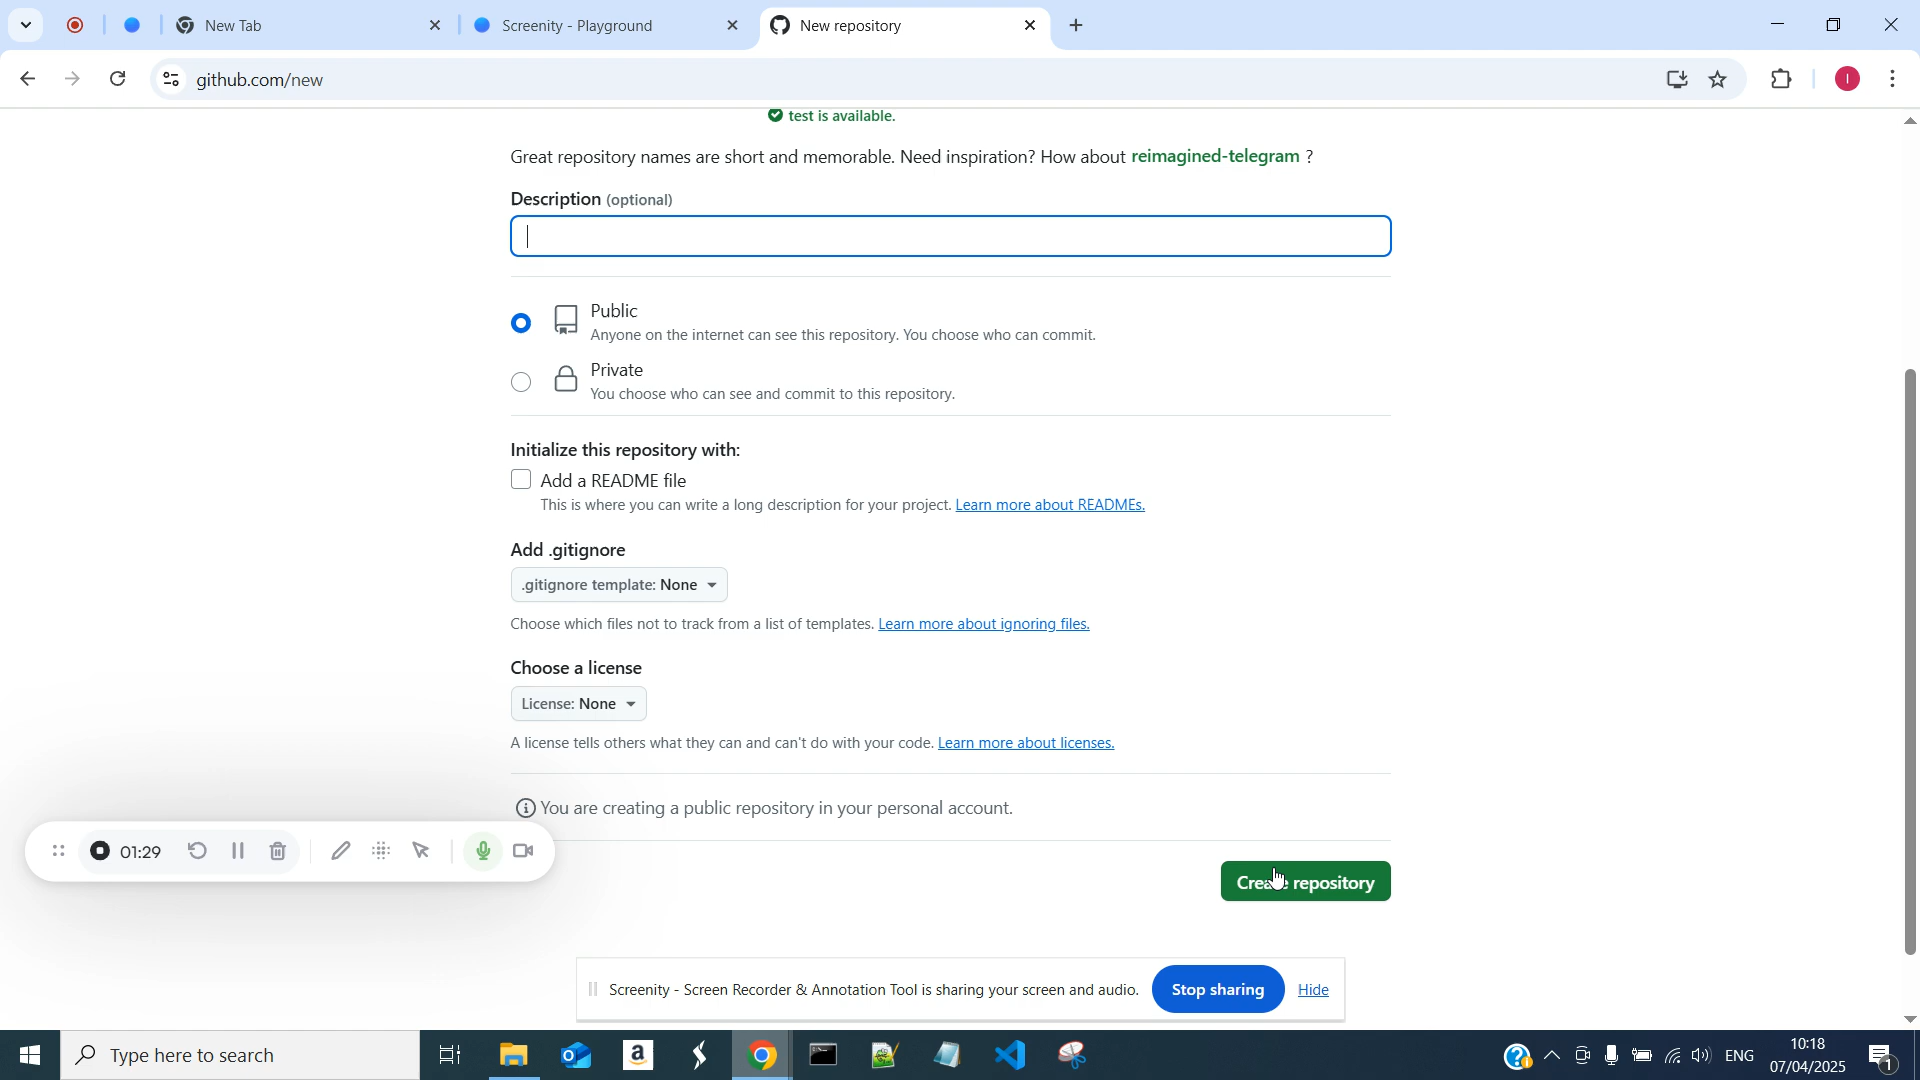 New Tab
Screenity - Playground
New repository
github.com/new
I
test is available.
Great repository names are short and memorable. Need inspiration? How about reimagined-telegram ?
Description (optional)
Public
Anyone on the internet can see this repository. You choose who can commit.
Private
You choose who can see and commit to this repository.
Initialize this repository with:
Add a README file
This is where you can write a long description for your project. Learn more about READMEs.
Add .gitignore
.gitignore template: None
Choose which files not to track from a list of templates. Learn more about ignoring files.
Choose a license
License: None
A license tells others what they can and can't do with your code. Learn more about licenses.
You are creating a public repository in your personal account.
01:29
Create repository
Screenity - Screen Recorder & Annotation Tool is sharing your screen and audio.
Stop sharing
Hide
Type here to search
ENG
10:18
07/04/2025
1